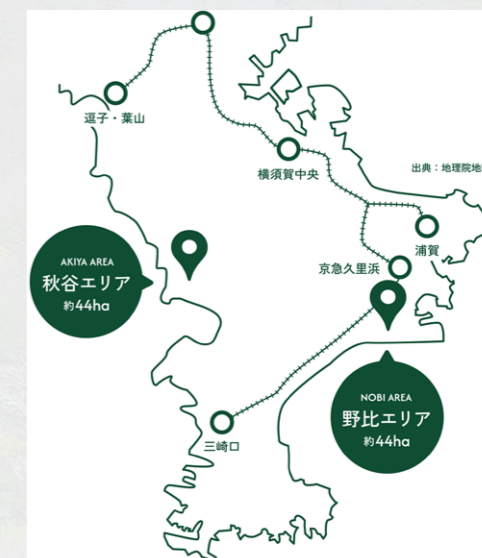 逗子・葉山
横須賀中央
出典：地理院地
浦賀
京急久里浜
AKIYA AREA
秋谷エリア
約44ha
NOBI AREA
野比エリア
約44ha
三崎口